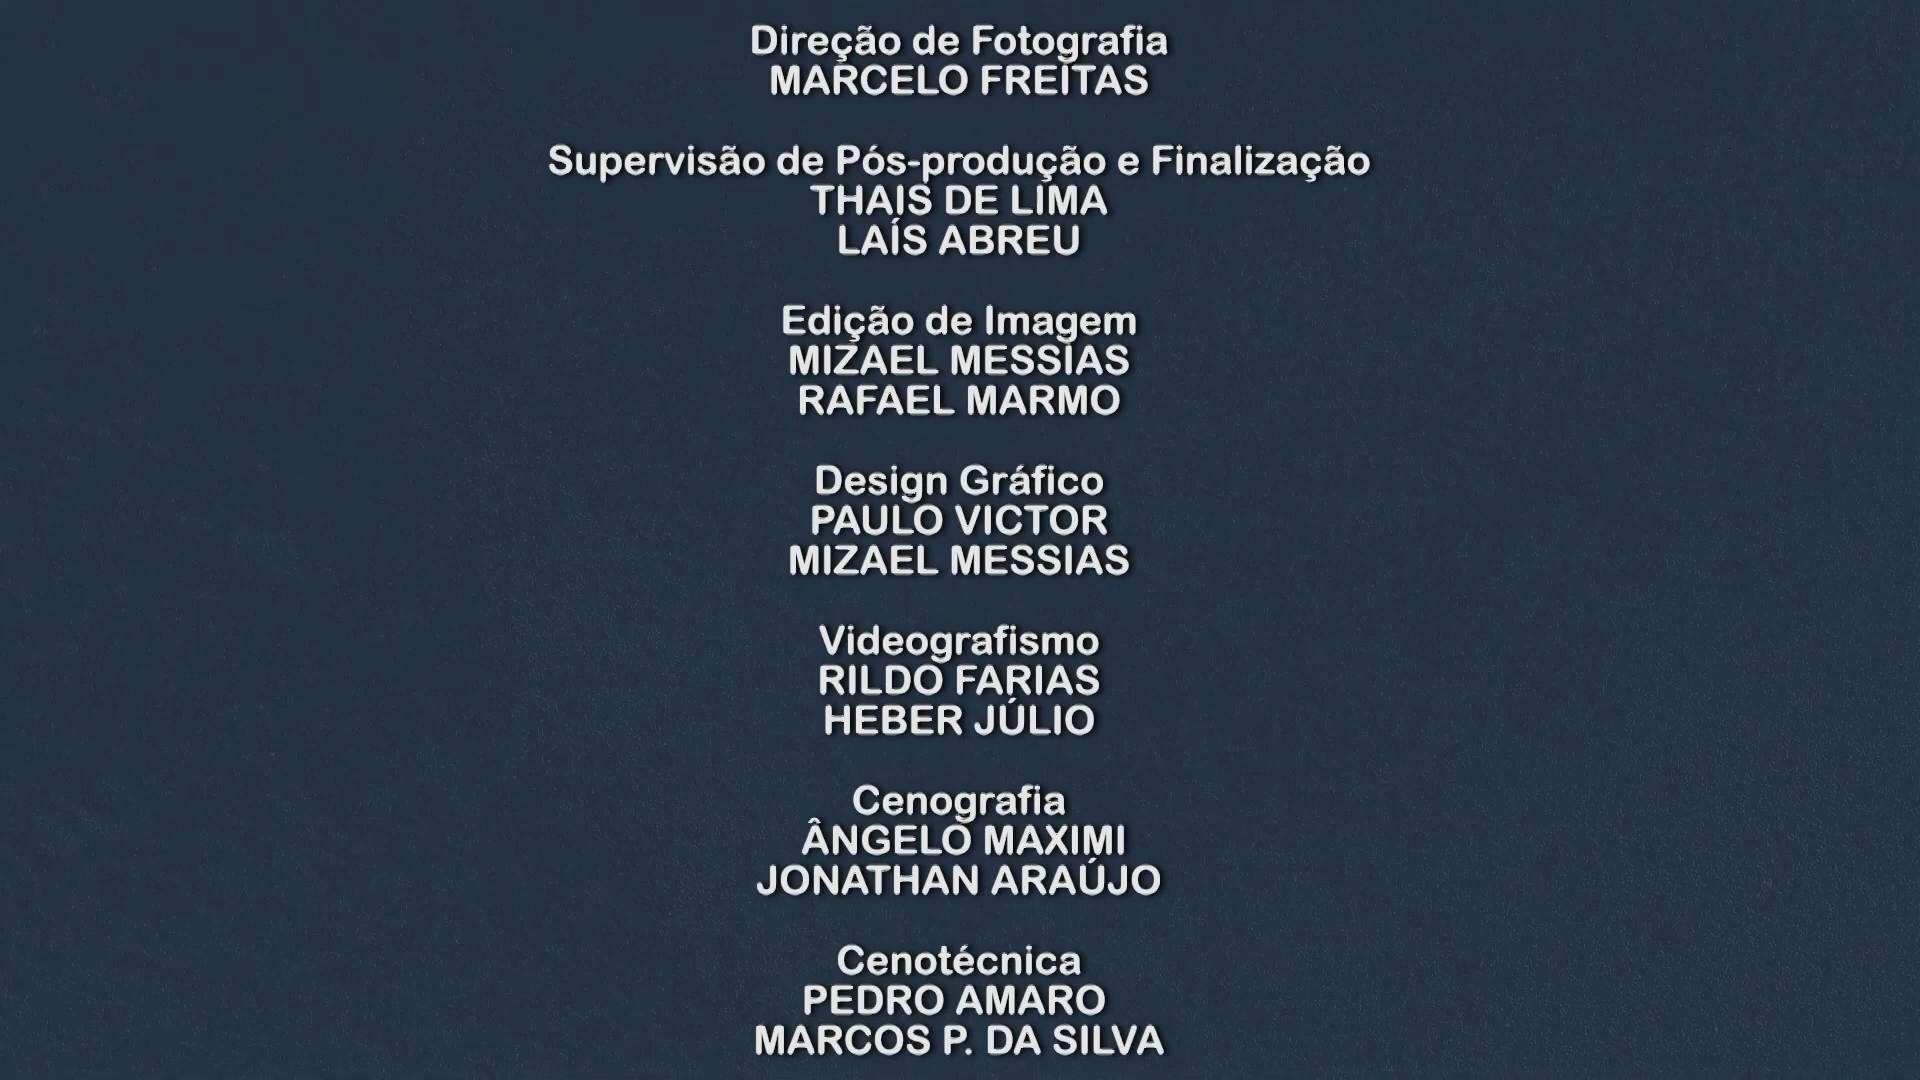 Direção de Fotografia
MARCELO FREITAS
Supervisão de Pós-produção e Finalização
THAIS DE LIMA
LAÍS ABREU
Edição de Imagem
MIZAEL MESSIAS
RAFAEL MARMO
Design Gráfico
PAULO VICTOR
MIZAEL MESSIAS
Videografismo
RILDO FARIAS
HEBER JÚLIO
Cenografia
ÂNGELO MAXIMI
JONATHAN ARAÚJO
Cenotécnica
PEDRO AMARO
MARCOS P. DA SILVA